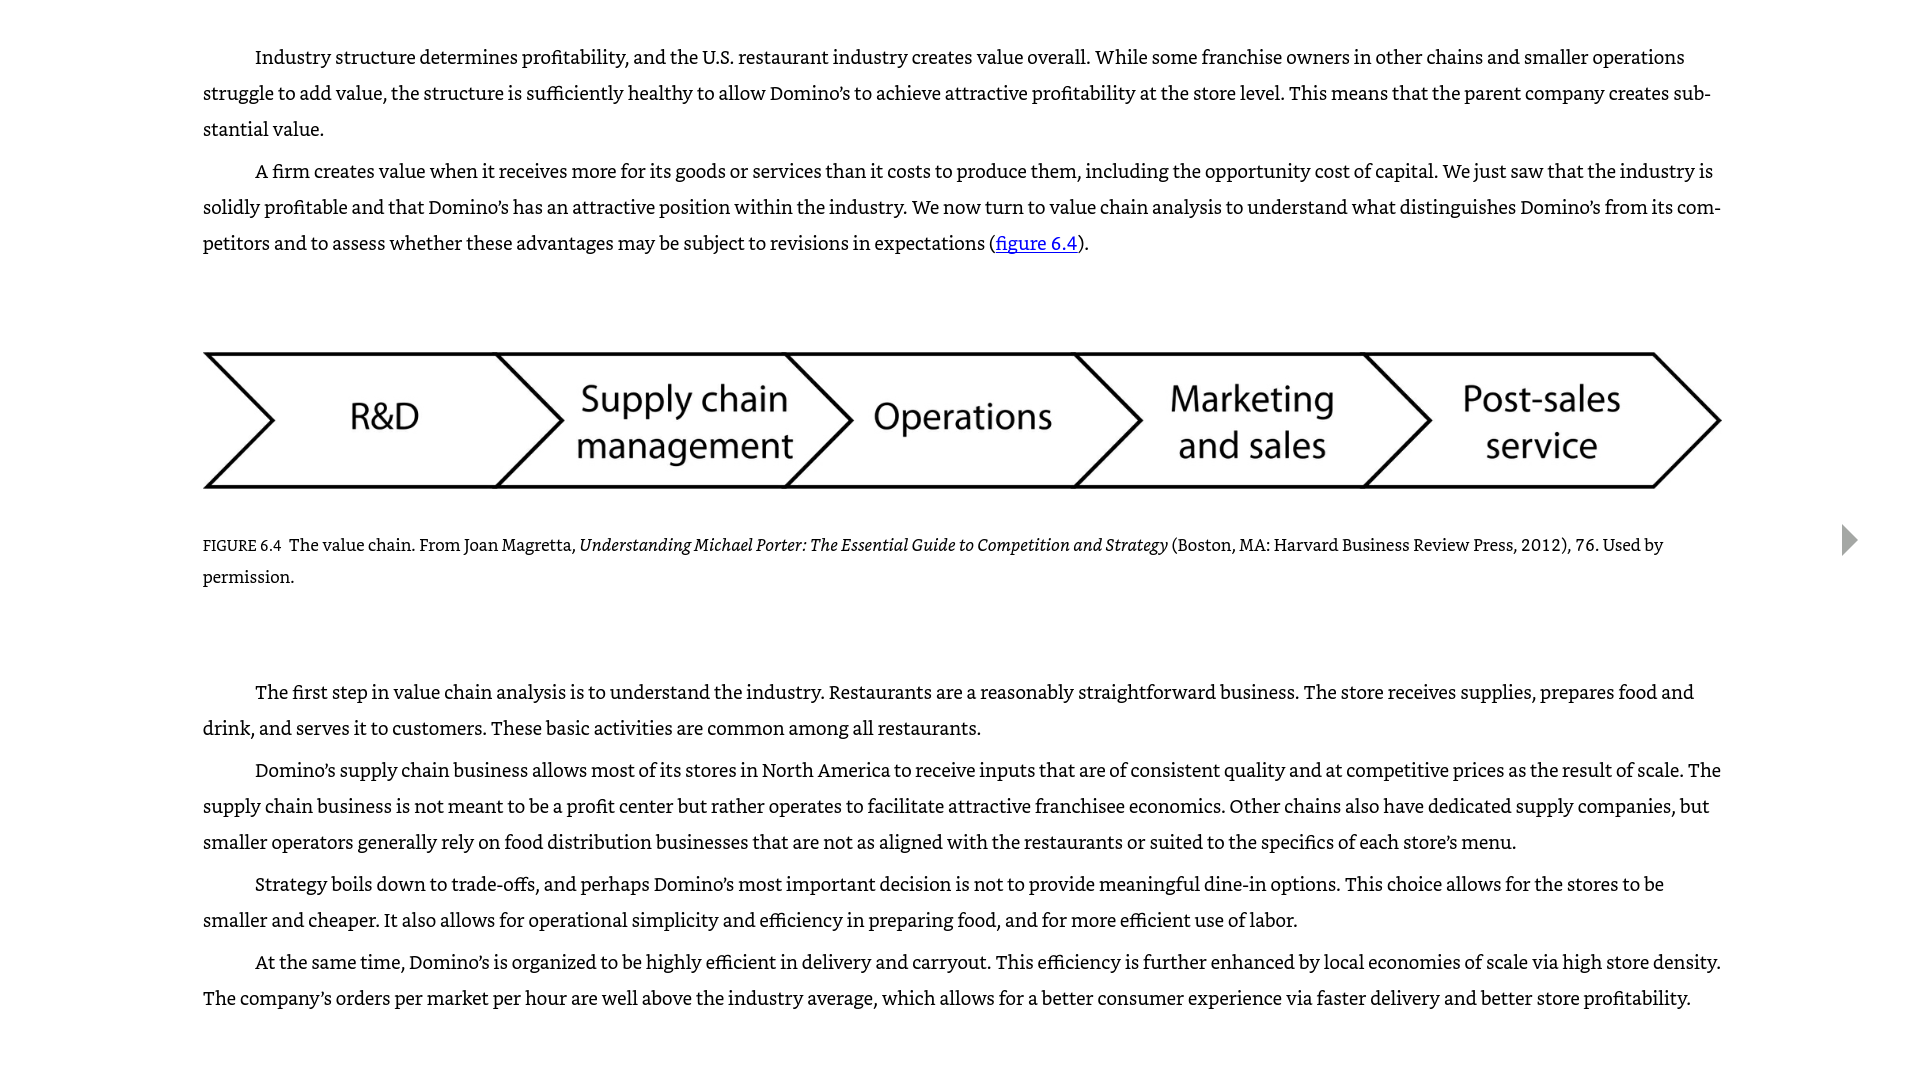 Industry structure determines profitability, and the U.S. restaurant industry creates value overall. While some franchise owners in other chains and smaller operations
struggle to add value, the structure is sufficiently healthy to allow Domino’s to achieve attractive profitability at the store level. This means that the parent company creates sub-
stantial value.
A firm creates value when it receives more for its goods or services than it costs to produce them, including the opportunity cost of capital. We just saw that the industry is
solidly profitable and that Domino’s has an attractive position within the industry. We now turn to value chain analysis to understand what distinguishes Domino’s from its com-
petitors and to assess whether these advantages may be subject to revisions in expectations (figure 6.4).
R&D
Supply chain
management
Operations
Marketing
and sales
Post-sales
service
FIGURE 6.4 The value chain. From Joan Magretta, Understanding Michael Porter: The Essential Guide to Competition and Strategy (Boston, MA: Harvard Business Review Press, 2012), 76. Used by
permission.
The first step in value chain analysis is to understand the industry. Restaurants are a reasonably straightforward business. The store receives supplies, prepares food and
drink, and serves it to customers. These basic activities are common among all restaurants.
Domino’s supply chain business allows most of its stores in North America to receive inputs that are of consistent quality and at competitive prices as the result of scale. The
supply chain business is not meant to be a profit center but rather operates to facilitate attractive franchisee economics. Other chains also have dedicated supply companies, but
smaller operators generally rely on food distribution businesses that are not as aligned with the restaurants or suited to the specifics of each store’s menu.
Strategy boils down to trade-offs, and perhaps Domino’s most important decision is not to provide meaningful dine-in options. This choice allows for the stores to be
smaller and cheaper. It also allows for operational simplicity and efficiency in preparing food, and for more efficient use of labor.
At the same time, Domino’s is organized to be highly efficient in delivery and carryout. This efficiency is further enhanced by local economies of scale via high store density.
The company’s orders per market per hour are well above the industry average, which allows for a better consumer experience via faster delivery and better store profitability.